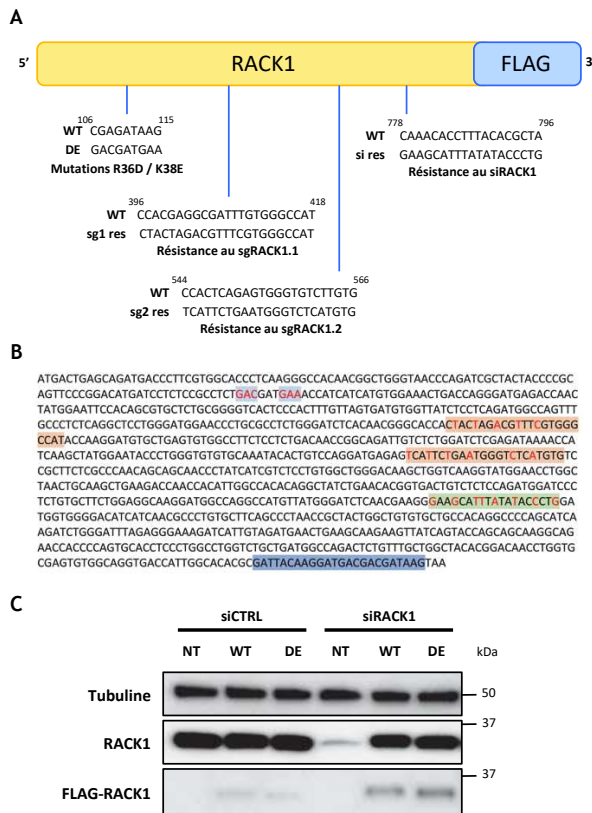 A
5’ RACK1 FLAG 3
106 115
WT CGAGATAAG
DE GACGATGAA
Mutations R36D / K38E
778 796
WT CAAACACCTTTACACGCTA
si res GAAGCATTTATATACCCTG
Résistance au siRACK1
396 418
WT CCACGAGGCGATTTGTGGGCCAT
sg1 res CTACTAGACGTTTCGTGGGCCAT
Résistance au sgRACK1.1
544 566
WT CCACTCAGAGTGGGTGTCTTGTG
sg2 res TCATTCTGAATGGGTCTCATGTG
Résistance au sgRACK1.2
B
ATGACTGAGCAGATGACCCTTCGTGGCACCCTCAAGGGCCACAACGGCTGGGTAACCCAGATCGCTACTACCCCGC
AGTTCCCGGACATGATCCTCTCCGCCTCTGACGATGAAACCATCATCATGTGGAAACTGACCAGGGATGAGACCAAC
TATGGAATTCCACAGCGTGCTCTGCGGGGTCACTCCCACTTTGTTAGTGATGTGGTTATCTCCTCAGATGGCCAGTTT
GCCCTCTCAGGCTCCTGGGATGGAACCCTGCGCCTCTGGGATCTCACAACGGGCACCACCTACTAGACGTTTCGTGGG
CCATACCAAGGATGTGCTGAGTGTGGCCTTCTCCTCTGACAACCGGCAGATTGTCTCTGGATCTCGAGATAAAACCA
TCAAGCTATGGAATACCCTGGGTGTGTGCAAATACACTGTCCAGGATGAGAGTCATTCTGAATGGGTCTCATGTGTC
CGCTTCTCGCCCAACAGCAGCAACCCTATCATCGTCTCCTGTGGCTGGGACAAGCTGGTCAAGGTATGGAACCTGGC
TAACTGCAAGCTGAAGACCAACCACATTGGCCACACAGGCTATCTGAACACGGTGACTGTCTCTCCAGATGGATCCC
TCTGTGCTTCTGGAGGCAAGGATGGCCAGGCCATGTTATGGGATCTCAACGAAGGGAAGCATTTATATACCCTGGA
TGGTGGGGACATCATCAACGCCCTGTGCTTCAGCCCTAACCGCTACTGGCTGTGTGCTGCCACAGGCCCCAGCATCA
AGATCTGGGATTTAGAGGGAAAGATCATTGTAGATGAACTGAAGCAAGAAGTTATCAGTACCAGCAGCAAGGCAG
AACCACCCCAGTGCACCTCCCTGGCCTGGTCTGCTGATGGCCAGACTCTGTTTGCTGGCTACACGGACAACCTGGTG
CGAGTGTGGCAGGTGACCATTGGCACACGCGATTACAAGGATGACGACGATAAGTAA
C
siCTRL siRACK1
NT WT DE NT WT DE kDa
Tubuline 50
37
RACK1
37
FLAG-RACK1